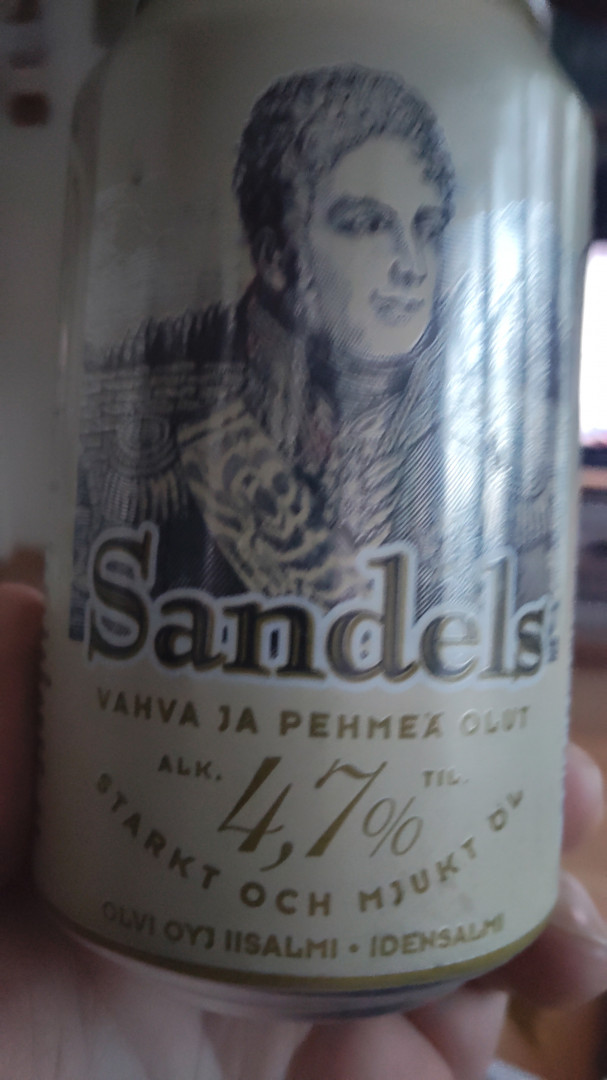 Sandels
VAHVA JA PEHMEÄ OLUT
ALK. 4,7% TIL.
STARKT OCH MJUKT ÖL
OLVI OYJ IISALMI • IDENSALMI